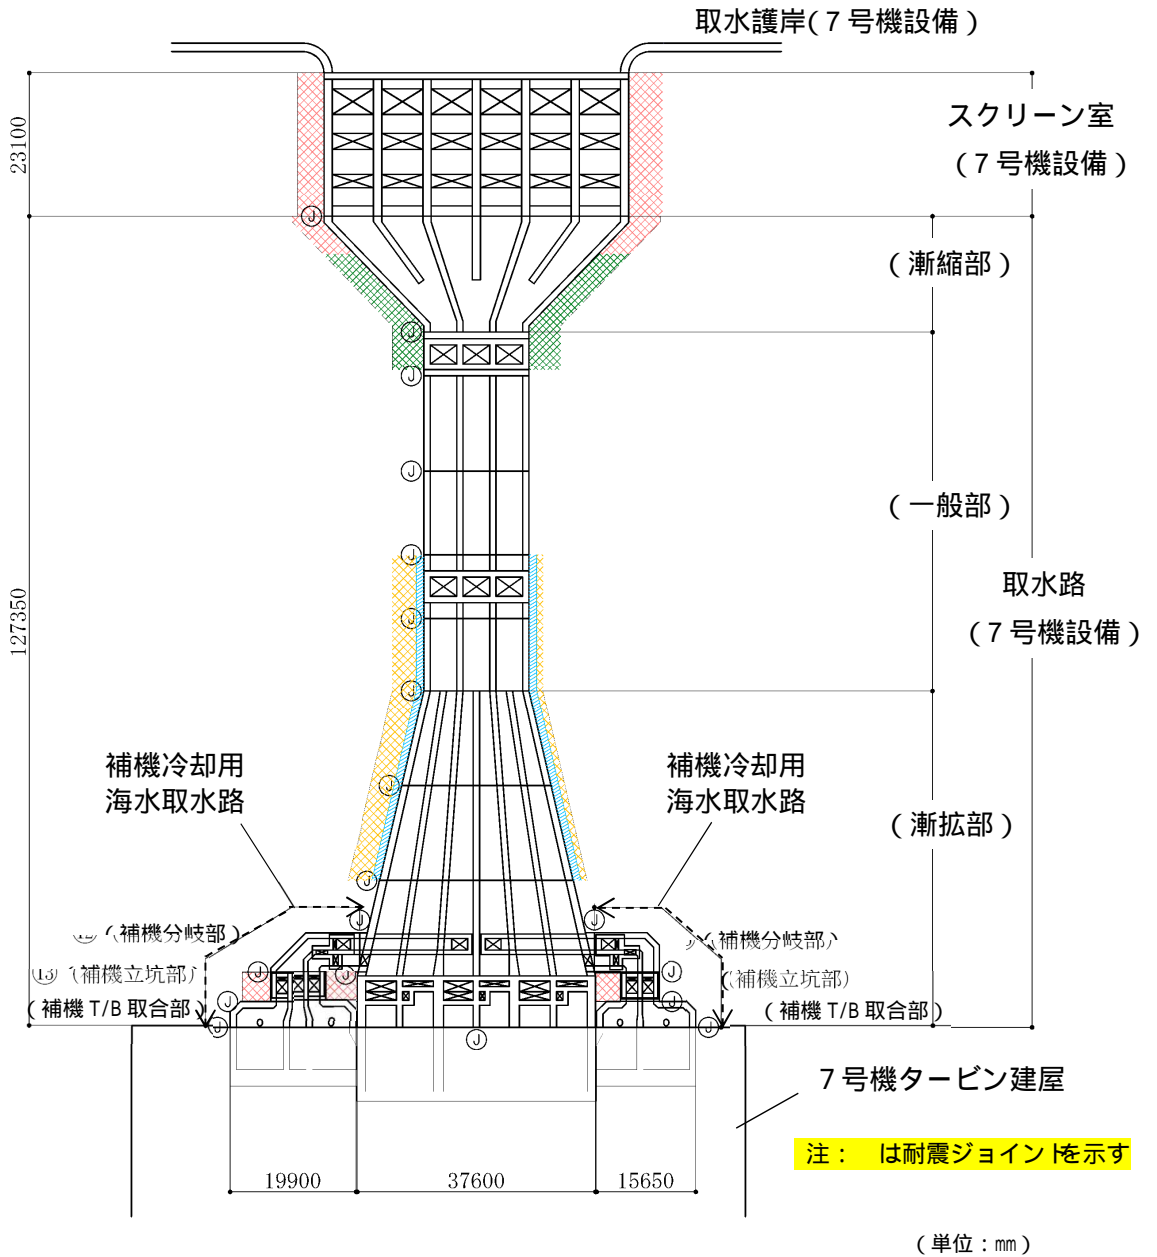 取水護岸(７号機設備)
23100
スクリーン室
(７号機設備)
J
(漸縮部)
J
J
J
(一般部)
J
127350
取水路
(７号機設備)
J
J
補機冷却用
海水取水路
補機冷却用
海水取水路
J
(漸拡部)
J
J
J
(補機分岐部)
(補機分岐部)
⑬ (補機立坑部)
J
J
J
(補機立坑部)
(補機 T/B 取合部)
J
J
(補機 T/B 取合部)
J
J
J
７号機タービン建屋
注：　は耐震ジョイントを示す
19900
37600
15650
(単位：㎜)